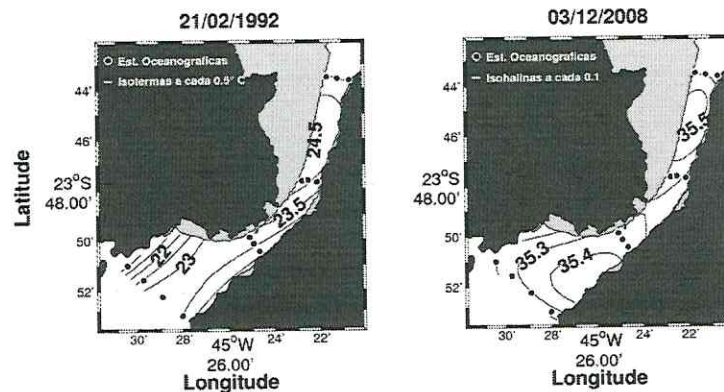 21/02/1992
Est. Oceanograficas
Isotermas a cada 0.5° C
44'
46'
23°S
48.00'
50'
52'
Latitude
24.5
23.5
22
23
30'
28'
45°W
26.00'
24'
22'
Longitude
03/12/2008
Est. Oceanograficas
Isohalinas a cada 0.1
44'
46'
23°S
48.00'
50'
52'
35.5
35.3
35.4
30'
28'
45°W
26.00'
24'
22'
Longitude